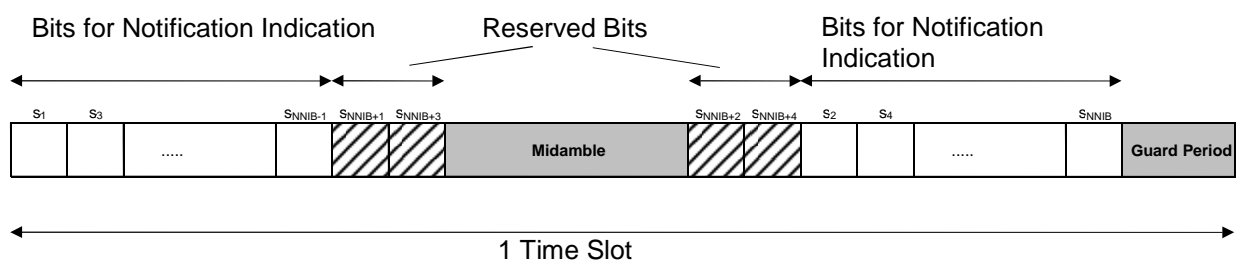 Bits for Notification Indication
Reserved Bits
Bits for Notification
Indication
s1 s3 sNNIB-1 sNNIB+1 sNNIB+3 sNNIB+2 sNNIB+4 s2 s4 sNNIB
..... Midamble ..... Guard Period
1 Time Slot